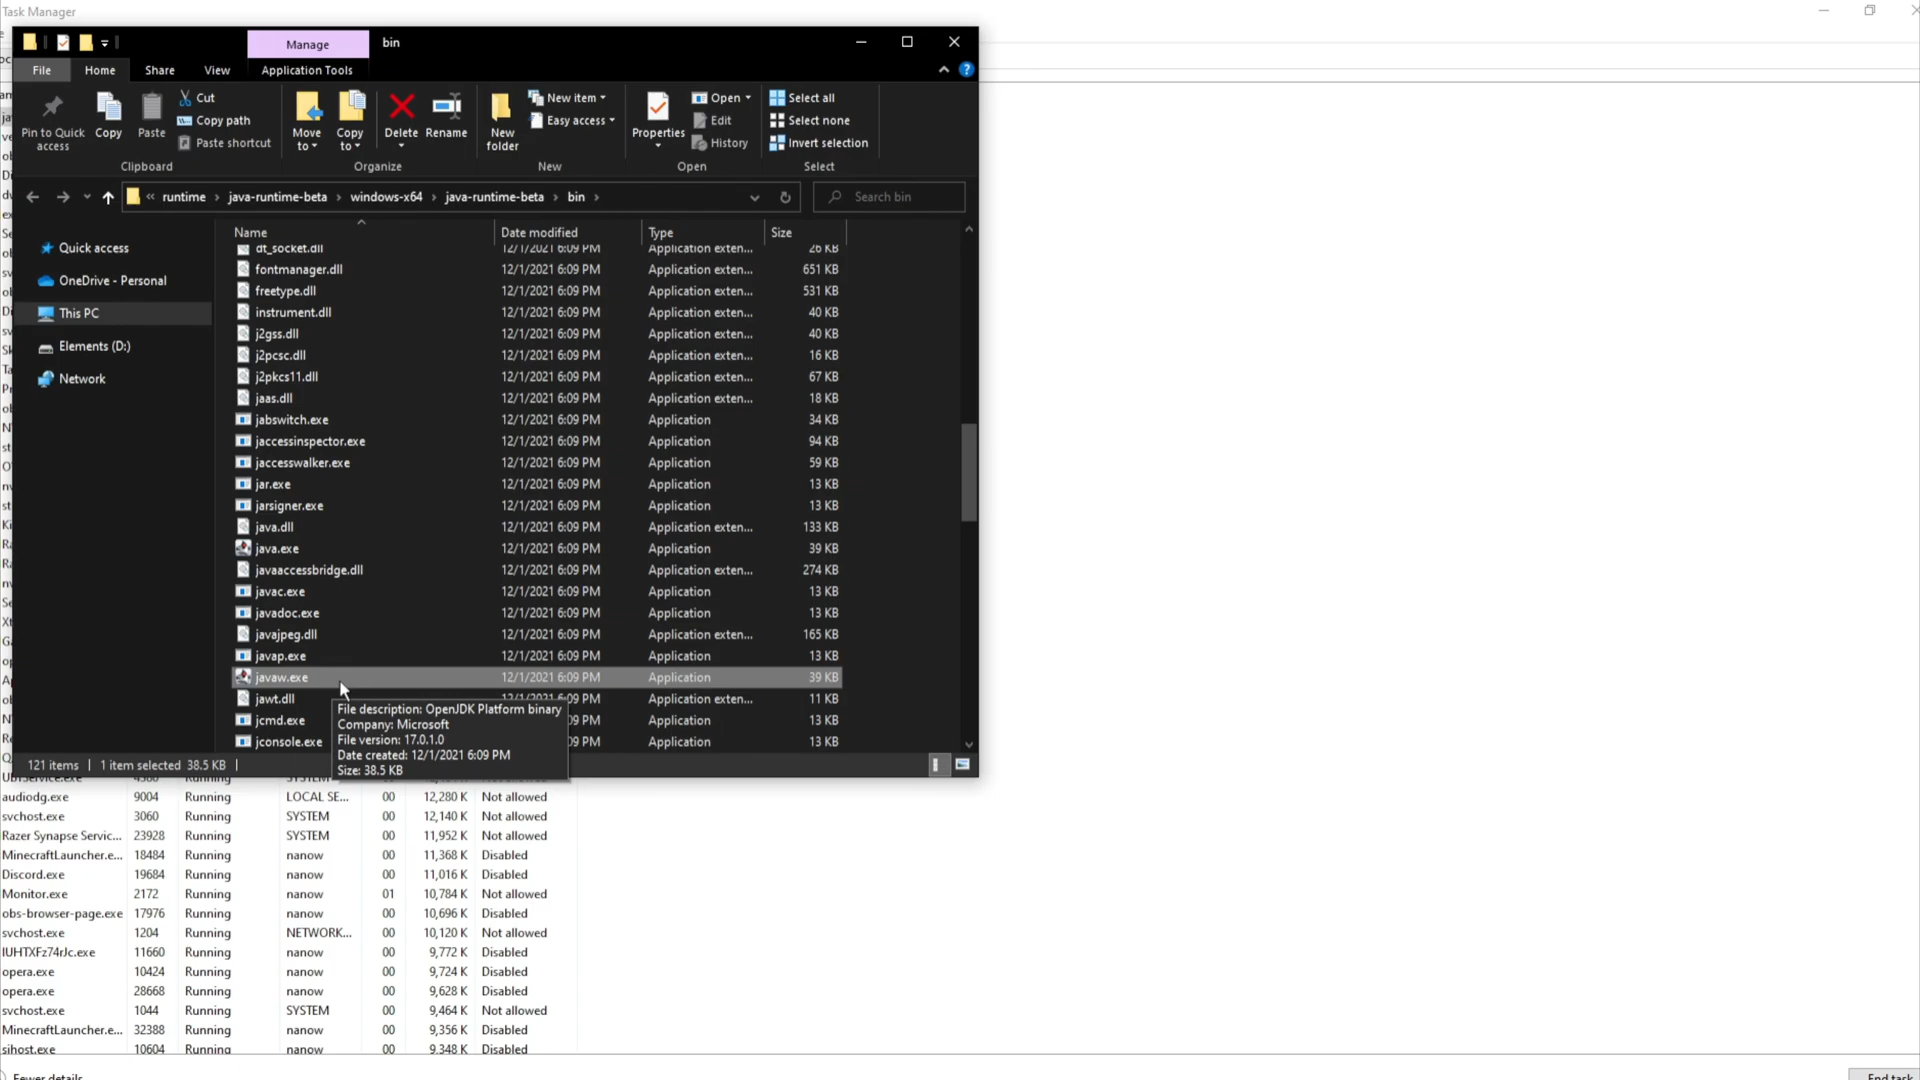 Task Manager
Manage
bin
File
Home
Share
View
Application Tools
Pin to Quick access
Copy
Paste
Cut
Copy path
Paste shortcut
Move to
Copy to
Delete
Rename
New folder
New item
Easy access
Properties
Open
Edit
History
Select all
Select none
Invert selection
Clipboard
Organize
New
Open
Select
« runtime › java-runtime-beta › windows-x64 › java-runtime-beta › bin ›
Search bin
Quick access
OneDrive - Personal
This PC
Elements (D:)
Network
Name Date modified Type Size
dt_socket.dll 12/1/2021 6:09 PM Application exten... 26 KB
fontmanager.dll 12/1/2021 6:09 PM Application exten... 651 KB
freetype.dll 12/1/2021 6:09 PM Application exten... 531 KB
instrument.dll 12/1/2021 6:09 PM Application exten... 40 KB
j2gss.dll 12/1/2021 6:09 PM Application exten... 40 KB
j2pcsc.dll 12/1/2021 6:09 PM Application exten... 16 KB
j2pkcs11.dll 12/1/2021 6:09 PM Application exten... 67 KB
jaas.dll 12/1/2021 6:09 PM Application exten... 18 KB
jabswitch.exe 12/1/2021 6:09 PM Application 34 KB
jaccessinspector.exe 12/1/2021 6:09 PM Application 94 KB
jaccesswalker.exe 12/1/2021 6:09 PM Application 59 KB
jar.exe 12/1/2021 6:09 PM Application 13 KB
jarsigner.exe 12/1/2021 6:09 PM Application 13 KB
java.dll 12/1/2021 6:09 PM Application exten... 133 KB
java.exe 12/1/2021 6:09 PM Application 39 KB
javaaccessbridge.dll 12/1/2021 6:09 PM Application exten... 274 KB
javac.exe 12/1/2021 6:09 PM Application 13 KB
javadoc.exe 12/1/2021 6:09 PM Application 13 KB
javajpeg.dll 12/1/2021 6:09 PM Application exten... 165 KB
javap.exe 12/1/2021 6:09 PM Application 13 KB
javaw.exe 12/1/2021 6:09 PM Application 39 KB
jawt.dll 12/1/2021 6:09 PM Application exten... 11 KB
jcmd.exe Application 13 KB
jconsole.exe 09 PM Application 13 KB
File description: OpenJDK Platform binary
Company: Microsoft
File version: 17.0.1.0
Date created: 12/1/2021 6:09 PM
Size: 38.5 KB
121 items 1 item selected 38.5 KB
audiodg.exe 9004 Running LOCAL SE... 00 12,280 K Not allowed
svchost.exe 3060 Running SYSTEM 00 12,140 K Not allowed
Razer Synapse Servic... 23928 Running SYSTEM 00 11,952 K Not allowed
MinecraftLauncher.e... 18484 Running nanow 00 11,368 K Disabled
Discord.exe 19684 Running nanow 00 11,016 K Disabled
Monitor.exe 2172 Running nanow 01 10,784 K Not allowed
obs-browser-page.exe 17976 Running nanow 00 10,696 K Disabled
svchost.exe 1204 Running NETWORK... 00 10,120 K Not allowed
IUHTXFz74rJc.exe 11660 Running nanow 00 9,772 K Disabled
opera.exe 10424 Running nanow 00 9,724 K Disabled
opera.exe 28668 Running nanow 00 9,628 K Disabled
svchost.exe 1044 Running SYSTEM 00 9,464 K Not allowed
MinecraftLauncher.e... 32388 Running nanow 00 9,356 K Disabled
sihost.exe 10604 Running nanow 00 9,348 K Disabled
Fewer details
End task